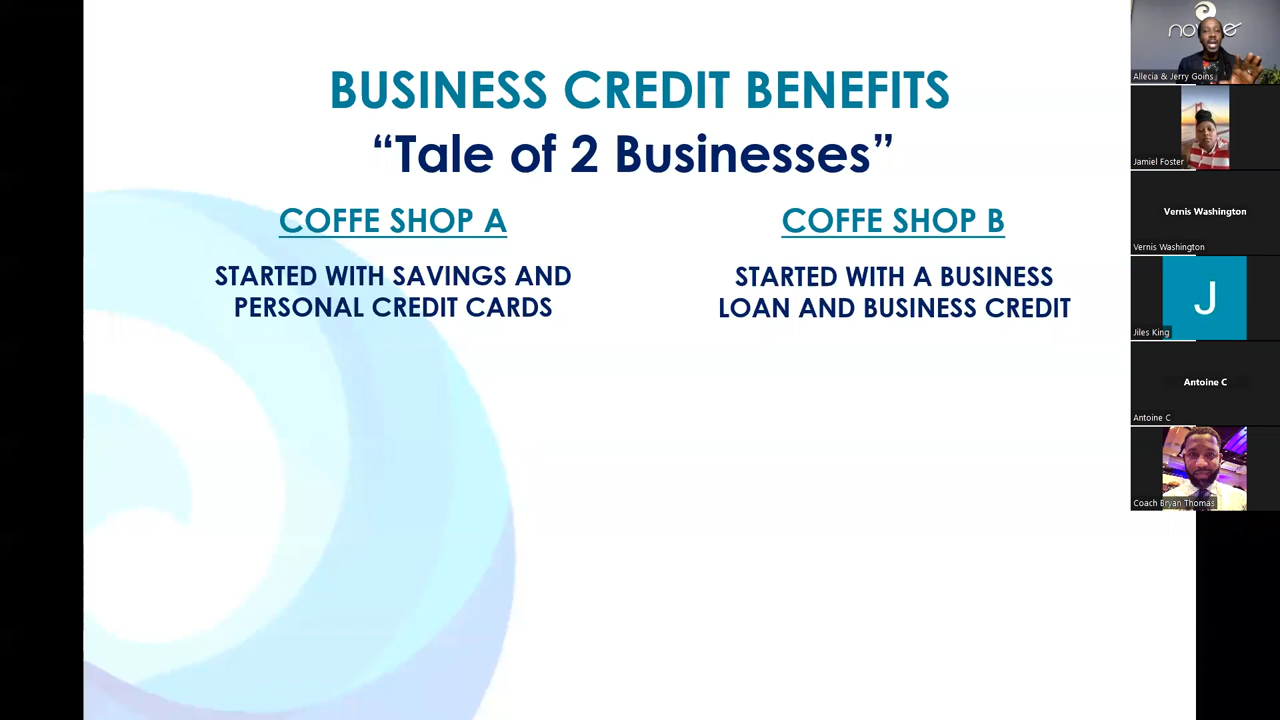 BUSINESS CREDIT BENEFITS
“Tale of 2 Businesses”
COFFE SHOP A
STARTED WITH SAVINGS AND
PERSONAL CREDIT CARDS
COFFE SHOP B
STARTED WITH A BUSINESS
LOAN AND BUSINESS CREDIT
Allecia & Jerry Goins
Jamiel Foster
Vernis Washington
Vernis Washington
J
Jiles King
Antoine C
Antoine C
Coach Bryan Thomas